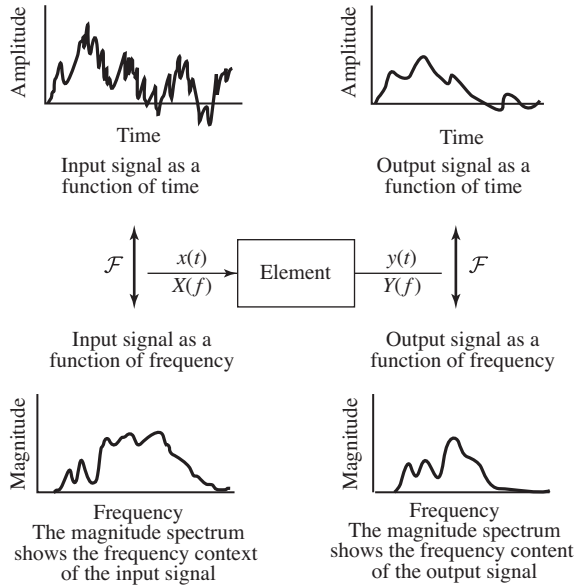 Amplitude
Time
Input signal as a
function of time
Amplitude
Time
Output signal as a
function of time
ℱ
x(t)
X(f)
Element
y(t)
Y(f)
ℱ
Input signal as a
function of frequency
Output signal as a
function of frequency
Magnitude
Frequency
The magnitude spectrum
shows the frequency context
of the input signal
Magnitude
Frequency
The magnitude spectrum
shows the frequency content
of the output signal